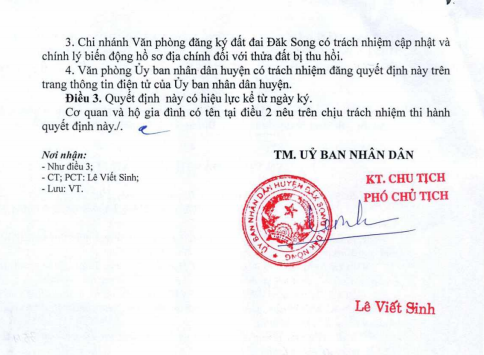 3. Chi nhánh Văn phòng đăng ký đất đai Đăk Song có trách nhiệm cập nhật và
chỉnh lý biến động hồ sơ địa chính đối với thửa đất bị thu hồi.
4. Văn phòng Ủy ban nhân dân huyện có trách nhiệm đăng quyết định này trên
trang thông tin điện tử của Ủy ban nhân dân huyện.
Điều 3. Quyết định này có hiệu lực kể từ ngày ký.
Cơ quan và hộ gia đình có tên tại điều 2 nêu trên chịu trách nhiệm thi hành
quyết định này./.
Nơi nhận:
- Như điều 3;
- CT; PCT: Lê Viết Sinh;
- Lưu: VT.
TM. UỶ BAN NHÂN DÂN
KT. CHỦ TỊCH
PHÓ CHỦ TỊCH
ỦY BAN NHÂN DÂN HUYỆN ĐĂK SONG
ĐĂK NÔNG
Lê Viết Sinh